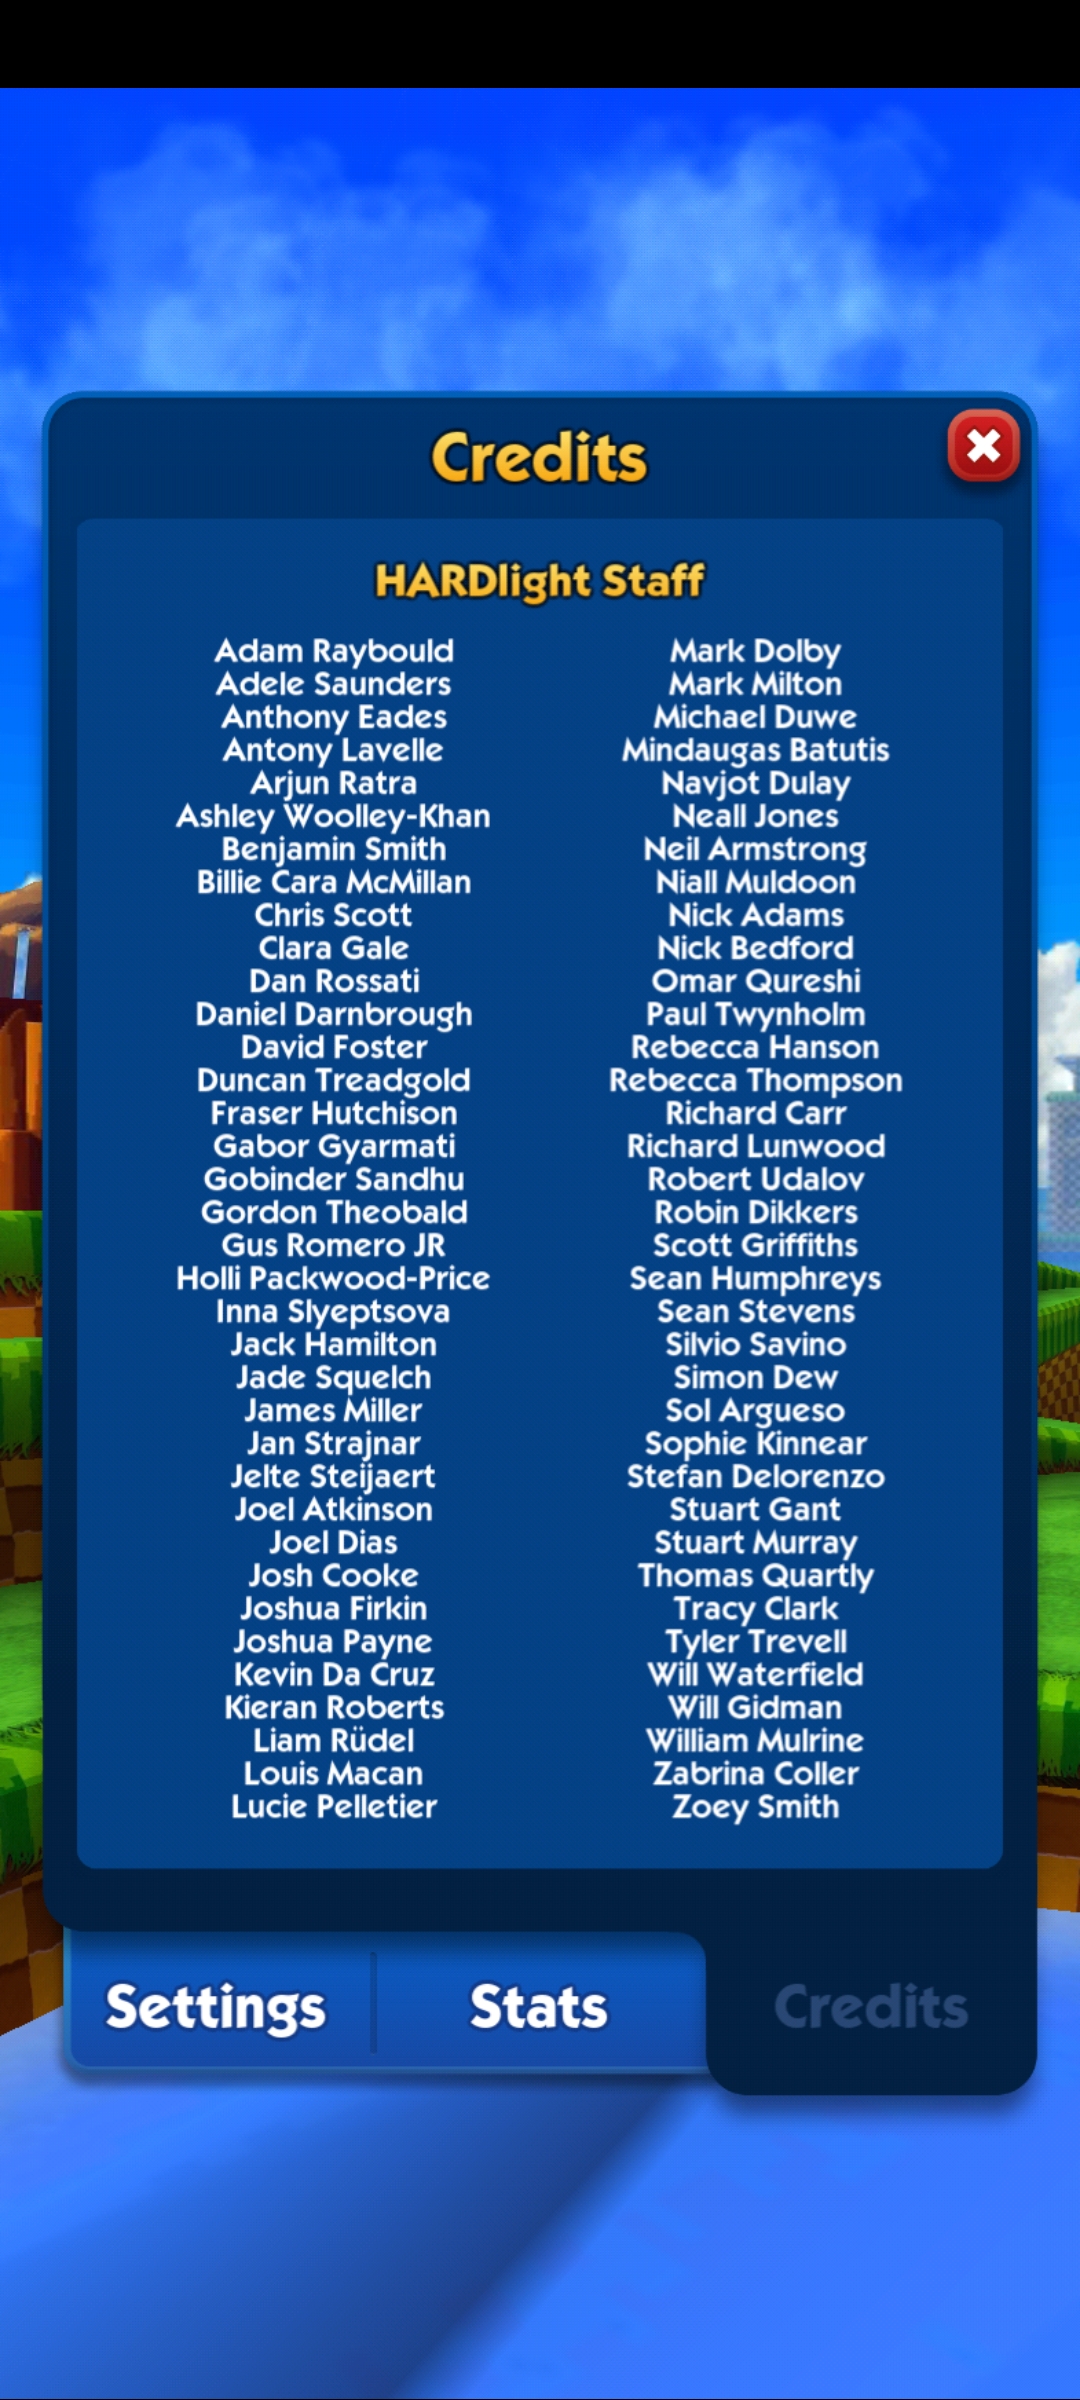 Credits
HARDlight Staff
Adam Raybould
Adele Saunders
Anthony Eades
Antony Lavelle
Arjun Ratra
Ashley Woolley-Khan
Benjamin Smith
Billie Cara McMillan
Chris Scott
Clara Gale
Dan Rossati
Daniel Darnbrough
David Foster
Duncan Treadgold
Fraser Hutchison
Gabor Gyarmati
Gobinder Sandhu
Gordon Theobald
Gus Romero JR
Holli Packwood-Price
Inna Slyeptsova
Jack Hamilton
Jade Squelch
James Miller
Jan Strajnar
Jelte Steijaert
Joel Atkinson
Joel Dias
Josh Cooke
Joshua Firkin
Joshua Payne
Kevin Da Cruz
Kieran Roberts
Liam Rüdel
Louis Macan
Lucie Pelletier
Mark Dolby
Mark Milton
Michael Duwe
Mindaugas Batutis
Navjot Dulay
Neall Jones
Neil Armstrong
Niall Muldoon
Nick Adams
Nick Bedford
Omar Qureshi
Paul Twynholm
Rebecca Hanson
Rebecca Thompson
Richard Carr
Richard Lunwood
Robert Udalov
Robin Dikkers
Scott Griffiths
Sean Humphreys
Sean Stevens
Silvio Savino
Simon Dew
Sol Argueso
Sophie Kinnear
Stefan Delorenzo
Stuart Gant
Stuart Murray
Thomas Quartly
Tracy Clark
Tyler Trevell
Will Waterfield
Will Gidman
William Mulrine
Zabrina Coller
Zoey Smith
Settings
Stats
Credits